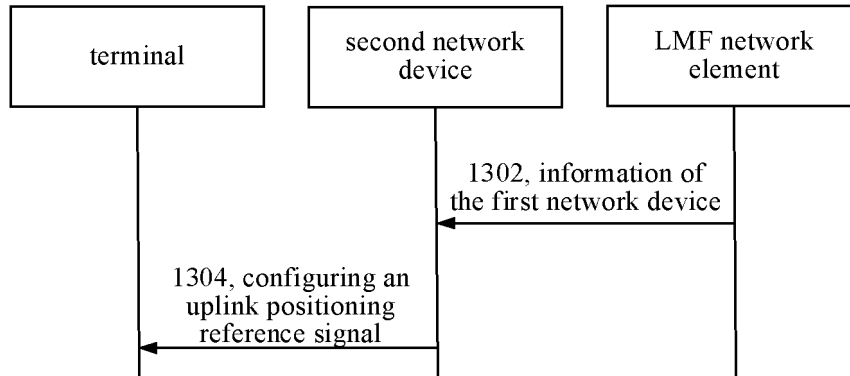 terminal
second network
device
LMF network
element
1302, information of
the first network device
1304, configuring an
uplink positioning
reference signal